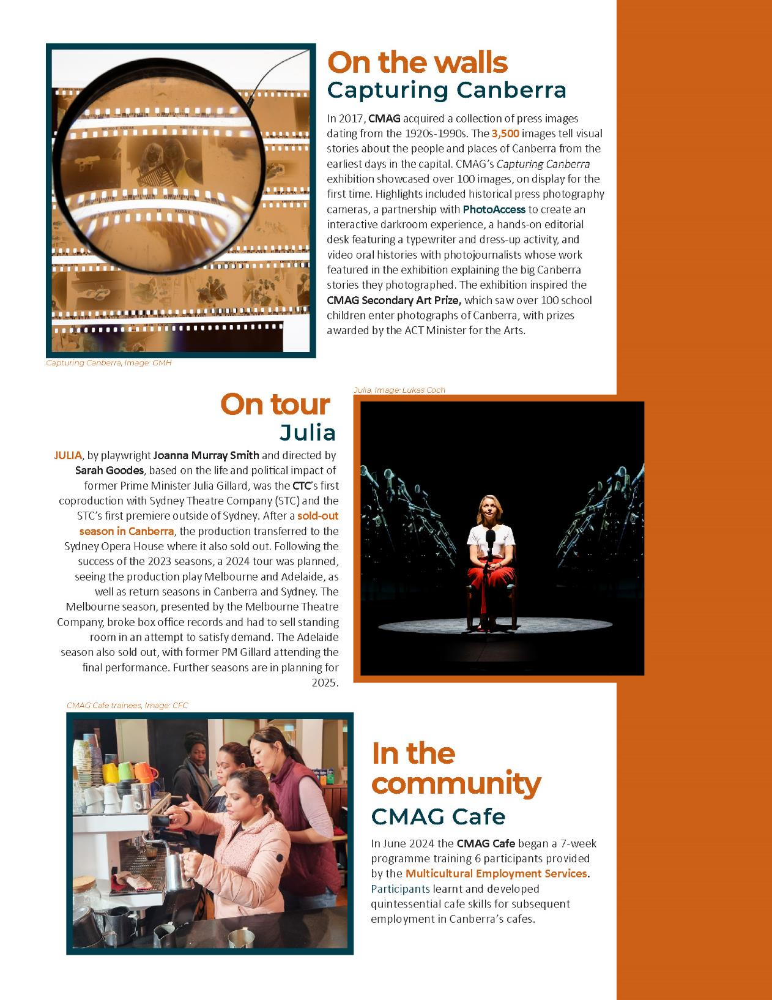 On the walls
Capturing Canberra
In 2017, CMAG acquired a collection of press images
dating from the 1920s-1990s. The 3,500 images tell visual
stories about the people and places of Canberra from the
earliest days in the capital. CMAG's Capturing Canberra
exhibition showcased over 100 images, on display for the
first time. Highlights included historical press photography
cameras, a partnership with PhotoAccess to create an
interactive darkroom experience, a hands-on editorial
desk featuring a typewriter and dress-up activity, and
video oral histories with photojournalists whose work
featured in the exhibition explaining the big Canberra
stories they photographed. The exhibition inspired the
CMAG Secondary Art Prize, which saw over 100 school
children enter photographs of Canberra, with prizes
awarded by the ACT Minister for the Arts.
Capturing Canberra, Image: GMH
On tour
Julia
JULIA, by playwright Joanna Murray Smith and directed by
Sarah Goodes, based on the life and political impact of
former Prime Minister Julia Gillard, was the CTC's first
coproduction with Sydney Theatre Company (STC) and the
STC's first premiere outside of Sydney. After a sold-out
season in Canberra, the production transferred to the
Sydney Opera House where it also sold out. Following the
success of the 2023 seasons, a 2024 tour was planned,
seeing the production play Melbourne and Adelaide, as
well as return seasons in Canberra and Sydney. The
Melbourne season, presented by the Melbourne Theatre
Company, broke box office records and had to sell standing
room in an attempt to satisfy demand. The Adelaide
season also sold out, with former PM Gillard attending the
final performance. Further seasons are in planning for
2025.
Julia, Image: Lukas Coch
CMAG Cafe trainees, Image: CFC
In the
community
CMAG Cafe
In June 2024 the CMAG Cafe began a 7-week
programme training 6 participants provided
by the Multicultural Employment Services.
Participants learnt and developed
quintessential cafe skills for subsequent
employment in Canberra's cafes.